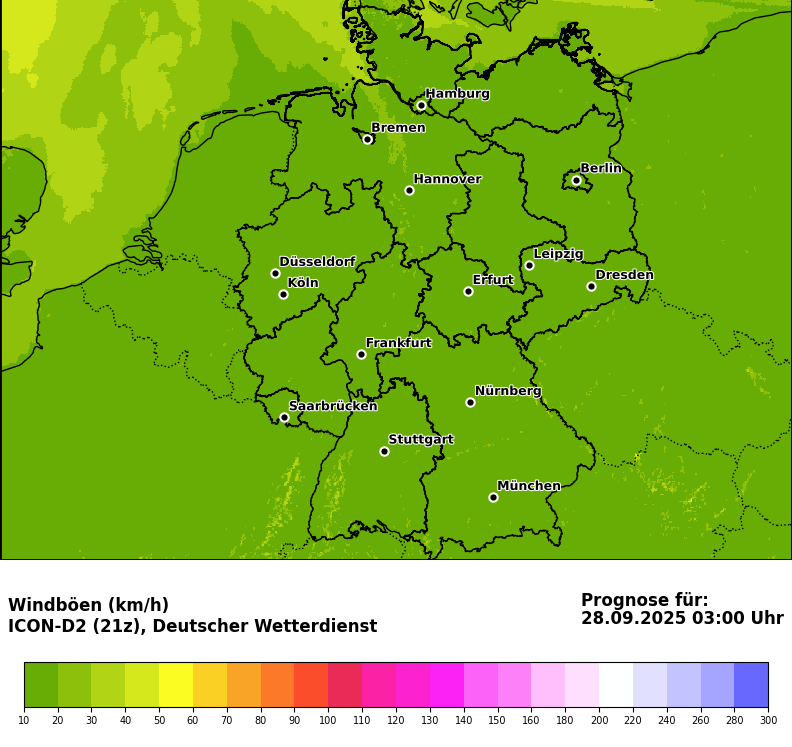 Hamburg
Bremen
Berlin
Hannover
Leipzig
Düsseldorf
Dresden
Köln
Erfurt
Frankfurt
Nürnberg
Saarbrücken
Stuttgart
München
Windböen (km/h)
ICON-D2 (21z), Deutscher Wetterdienst
Prognose für:
28.09.2025 03:00 Uhr
10 20 30 40 50 60 70 80 90 100 110 120 130 140 150 160 180 200 220 240 260 280 300